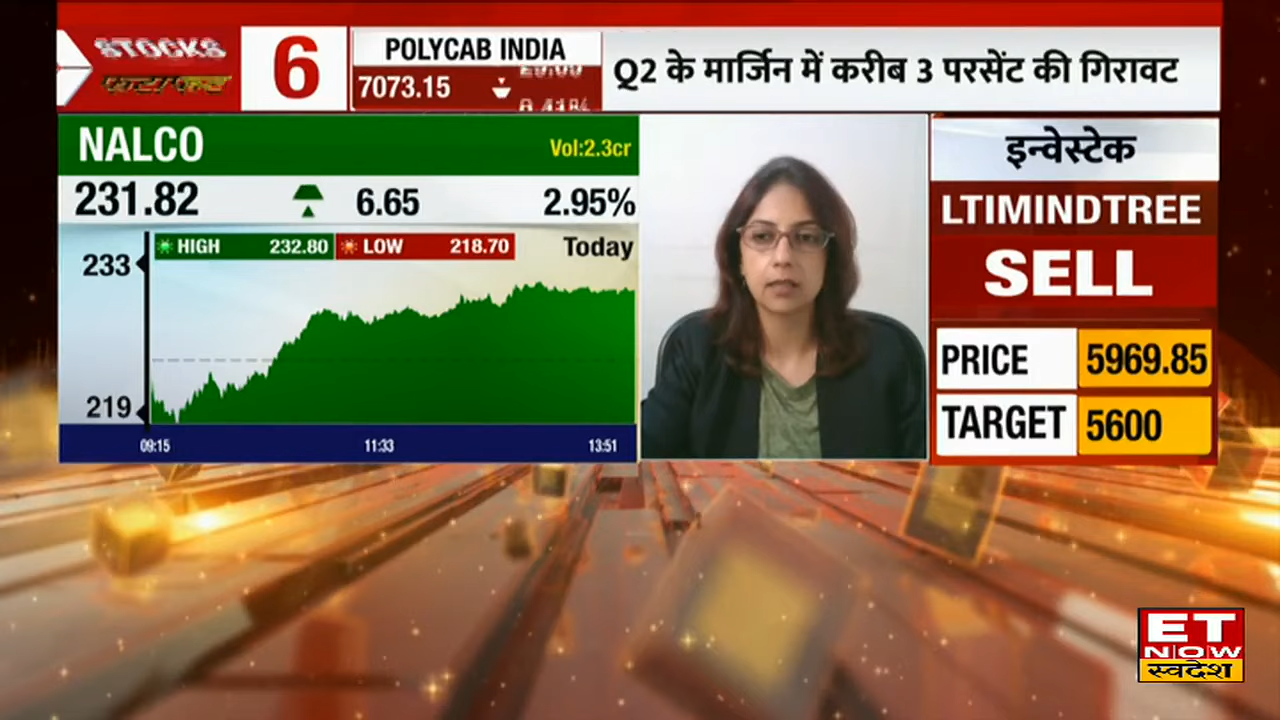 STOCKS
फटाफट
6
POLYCAB INDIA
7073.15
Q2 के मार्जिन में करीब 3 परसेंट की गिरावट
NALCO
Vol:2.3cr
231.82
6.65
2.95%
HIGH 232.80
LOW 218.70
Today
233
219
09:15
11:33
13:51
इन्वेस्टेक
LTIMINDTREE
SELL
PRICE 5969.85
TARGET 5600
ET
NOW
स्वदेश